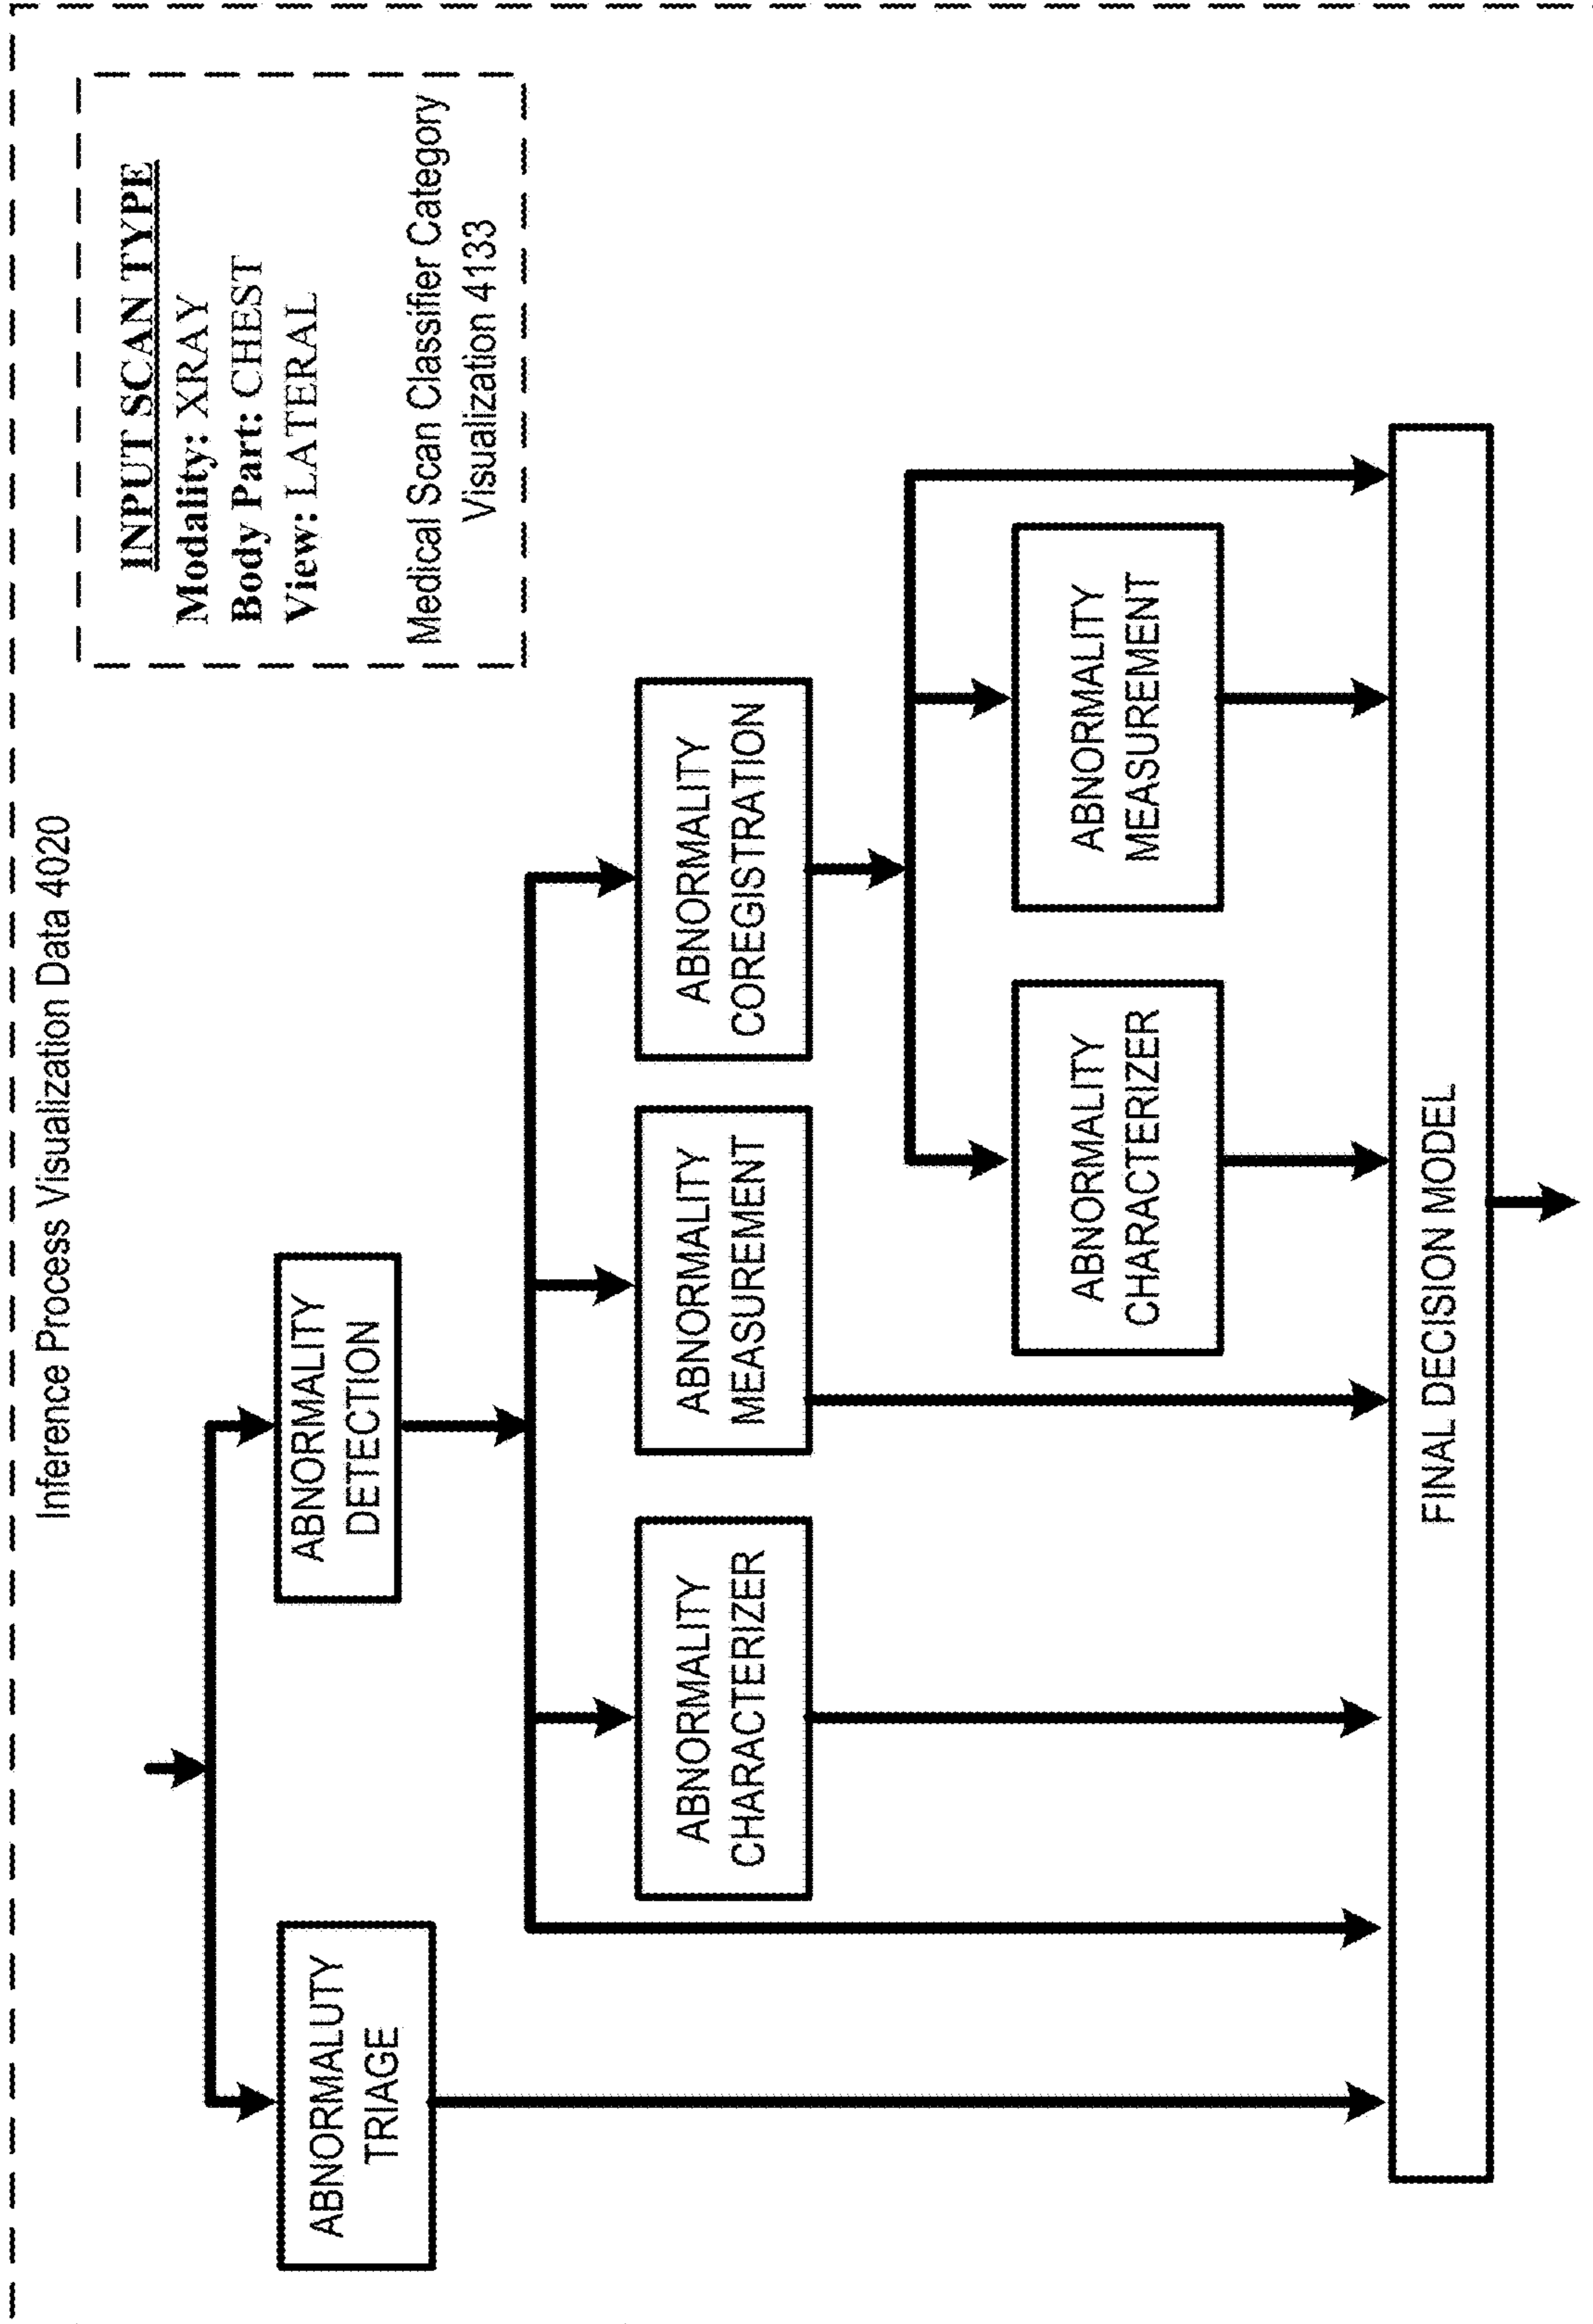 Inference Process Visualization Data 4020
INPUT SCAN TYPE
Modality: XRAY
Body Part: CHEST
View: LATERAL
Medical Scan Classifier Category
Visualization 4133
ABNORMALUTY
TRIAGE
ABNORMALITY
DETECTION
ABNORMALITY
CHARACTERIZER
ABNORMALITY
MEASUREMENT
ABNORMALITY
COREGISTRATION
ABNORMALITY
CHARACTERIZER
ABNORMALITY
MEASUREMENT
FINAL DECISION MODEL